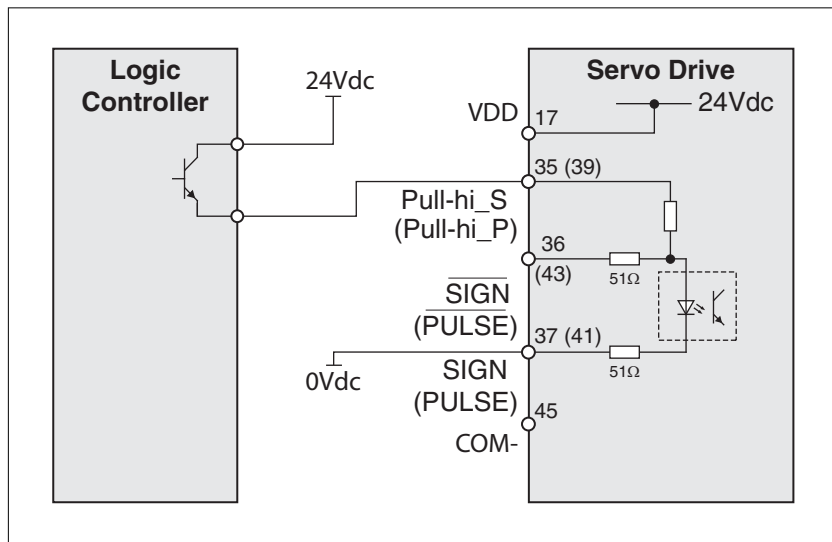 Logic
Controller
24Vdc
Servo Drive
VDD
17
24Vdc
35 (39)
Pull-hi_S
(Pull-hi_P)
36
(43)
51Ω
SIGN
(PULSE)
37 (41)
51Ω
0Vdc
SIGN
(PULSE)
45
COM-